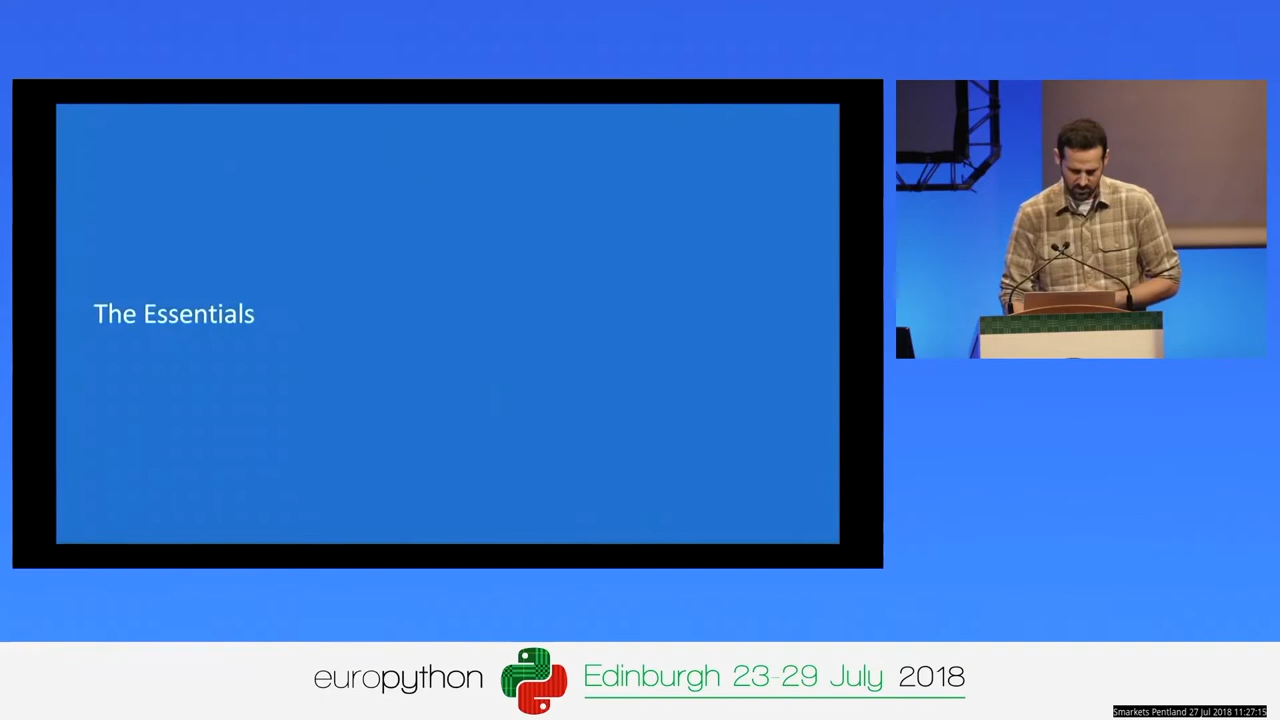 The Essentials
europython Edinburgh 23-29 July 2018
Smarkets Pentland 27 Jul 2018 11:27:15